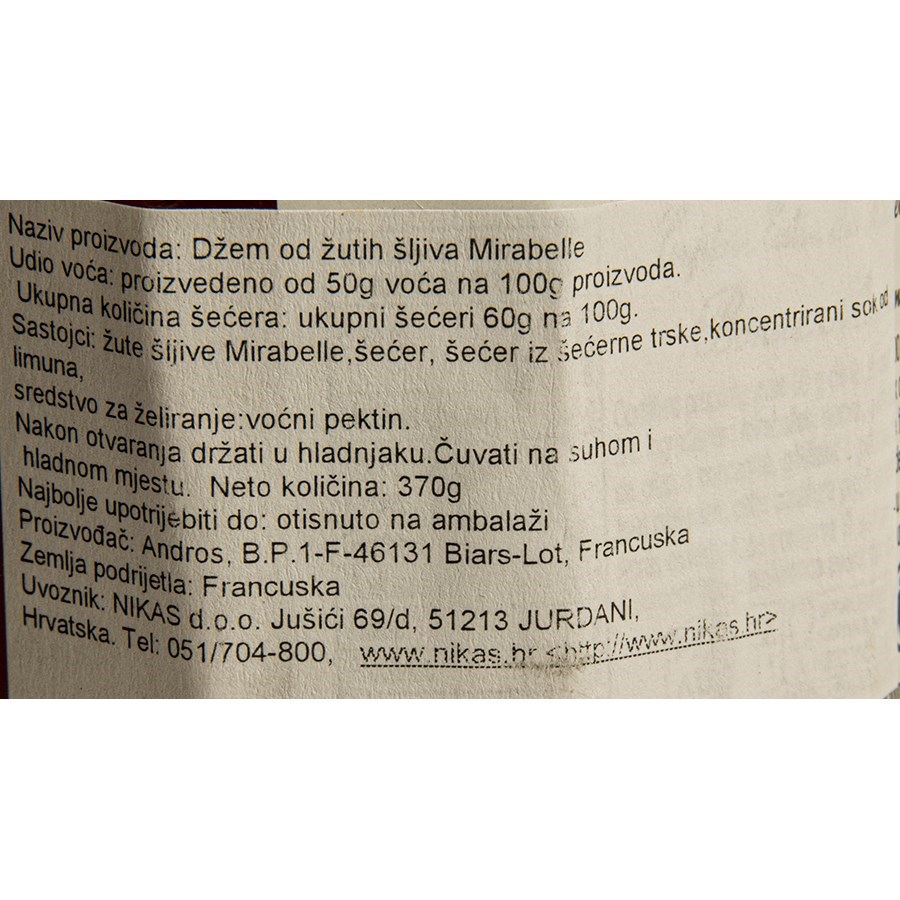 Naziv proizvoda: Džem od žutih šljiva Mirabelle
Udio voća: proizvedeno od 50g voća na 100g proizvoda.
Ukupna količina šećera: ukupni šećeri 60g na 100g.
Sastojci: žute šljive Mirabelle,šećer, šećer iz šećerne trske,koncentrirani sok od
limuna,
sredstvo za želiranje:voćni pektin.
Nakon otvaranja držati u hladnjaku.Čuvati na suhom i
hladnom mjestu. Neto količina: 370g
Najbolje upotrijebiti do: otisnuto na ambalaži
Proizvođač: Andros, B.P.1-F-46131 Biars-Lot, Francuska
Zemlja podrijetla: Francuska
Uvoznik: NIKAS d.o.o. Jušići 69/d, 51213 JURDANI,
Hrvatska. Tel: 051/704-800, www.nikas.hr <http://www.nikas.hr>